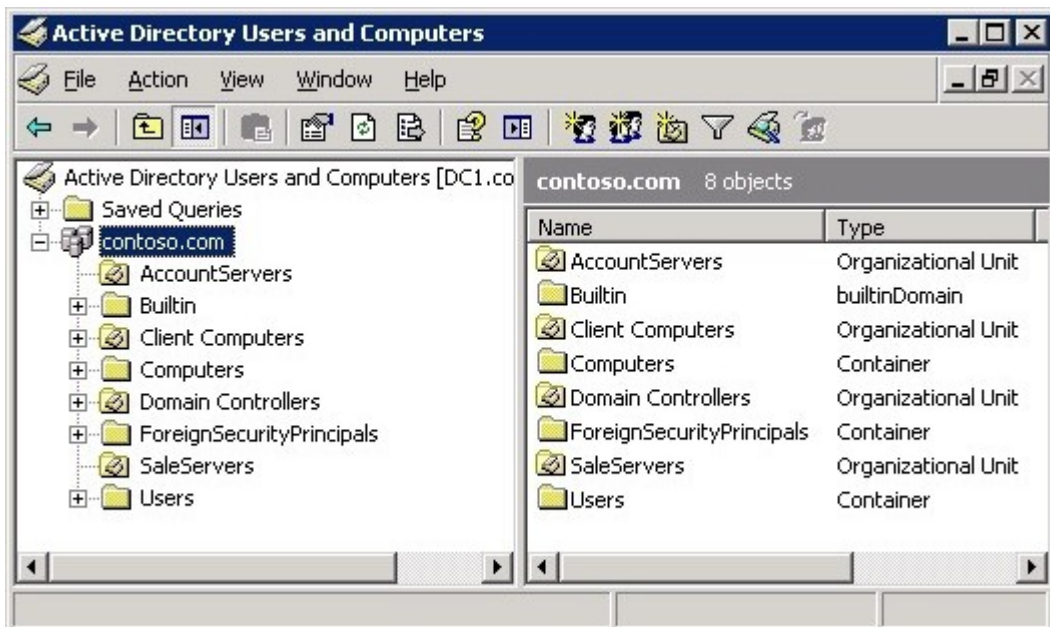 Active Directory Users and Computers
File Action View Window Help
Active Directory Users and Computers [DC1.co
Saved Queries
contoso.com
AccountServers
Builtin
Client Computers
Computers
Domain Controllers
ForeignSecurityPrincipals
SaleServers
Users
contoso.com 8 objects
Name Type
AccountServers Organizational Unit
Builtin builtinDomain
Client Computers Organizational Unit
Computers Container
Domain Controllers Organizational Unit
ForeignSecurityPrincipals Container
SaleServers Organizational Unit
Users Container